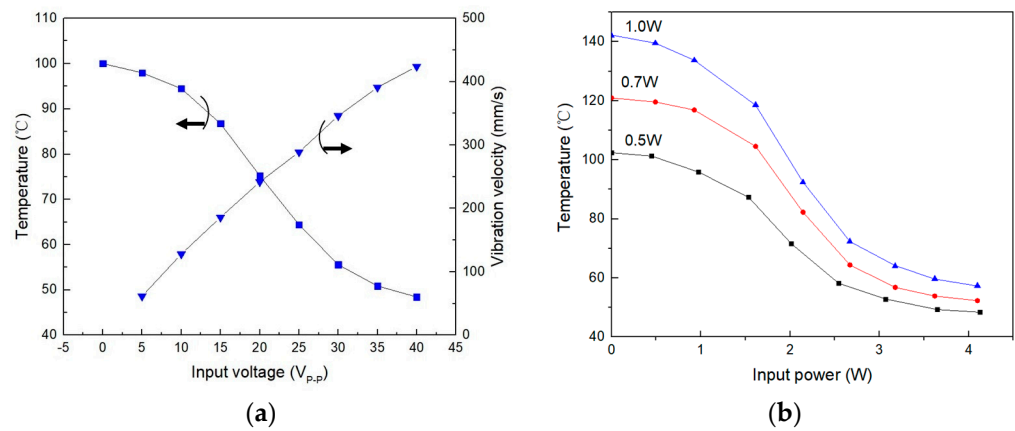 110
100
90
80
70
60
50
40
Temperature (℃)
500
400
300
200
100
0
Vibration velocity (mm/s)
-5 0 5 10 15 20 25 30 35 40 45
Input voltage (V_P-P)
(a)
140
120
100
80
60
40
Temperature (℃)
1.0W
0.7W
0.5W
0 1 2 3 4
Input power (W)
(b)